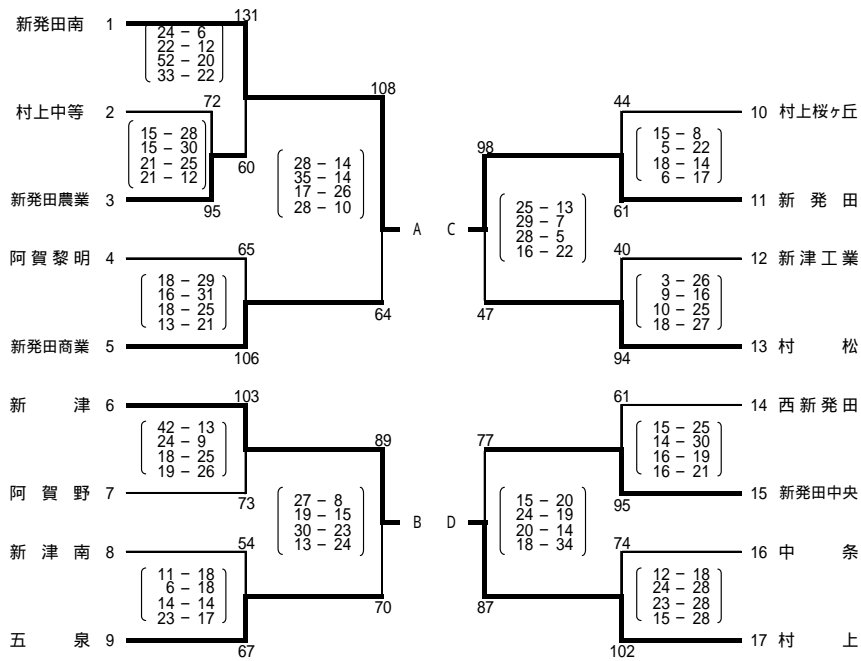 新発田南 1
131
24 – 6
22 – 12
52 – 20
33 – 22
108
村上中等 2
72
15 – 28
15 – 30
21 – 25
21 – 12
60
新発田農業 3
95
28 – 14
35 – 14
17 – 26
28 – 10
A
阿賀黎明 4
65
18 – 29
16 – 31
18 – 25
13 – 21
64
新発田商業 5
106
新津 6
103
42 – 13
24 – 9
18 – 25
19 – 26
89
阿賀野 7
73
27 – 8
19 – 15
30 – 23
13 – 24
B
新津南 8
54
11 – 18
6 – 18
14 – 14
23 – 17
70
五泉 9
67
44
10 村上桜ヶ丘
98
15 – 8
5 – 22
18 – 14
6 – 17
61
11 新発田
C
25 – 13
29 – 7
28 – 5
16 – 22
40
12 新津工業
3 – 26
9 – 16
10 – 25
18 – 27
47
94
13 村松
61
14 西新発田
77
15 – 25
14 – 30
16 – 19
16 – 21
95
15 新発田中央
D
15 – 20
24 – 19
20 – 14
18 – 34
74
16 中条
12 – 18
24 – 28
23 – 28
15 – 28
87
102
17 村上